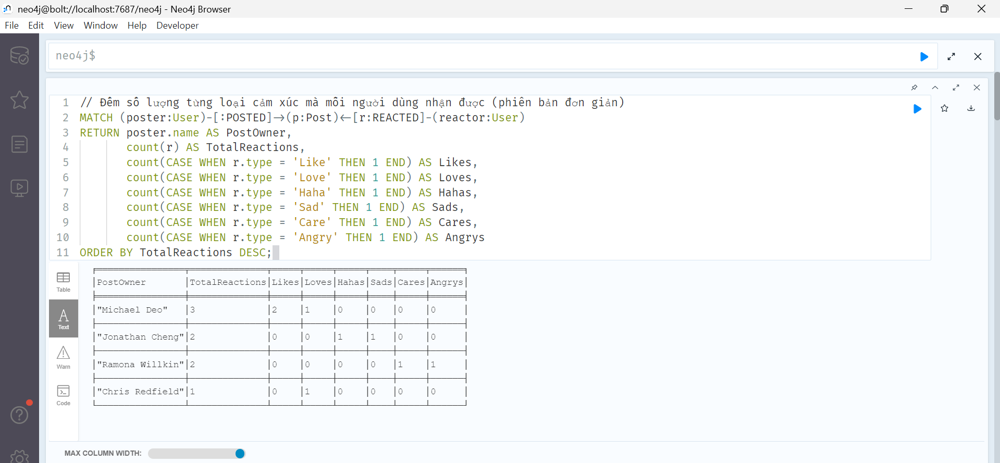 neo4j@bolt://localhost:7687/neo4j - Neo4j Browser
File Edit View Window Help Developer
neo4j$
1 // Đếm số lượng từng loại cảm xúc mà mỗi người dùng nhận được (phiên bản đơn giản)
2 MATCH (poster:User)-[:POSTED]->(p:Post)<-[r:REACTED]-(reactor:User)
3 RETURN poster.name AS PostOwner,
4 count(r) AS TotalReactions,
5 count(CASE WHEN r.type = 'Like' THEN 1 END) AS Likes,
6 count(CASE WHEN r.type = 'Love' THEN 1 END) AS Loves,
7 count(CASE WHEN r.type = 'Haha' THEN 1 END) AS Hahas,
8 count(CASE WHEN r.type = 'Sad' THEN 1 END) AS Sads,
9 count(CASE WHEN r.type = 'Care' THEN 1 END) AS Cares,
10 count(CASE WHEN r.type = 'Angry' THEN 1 END) AS Angrys
11 ORDER BY TotalReactions DESC;
Table
Text
Warn
Code
|PostOwner |TotalReactions|Likes|Loves|Hahas|Sads|Cares|Angrys|
|"Michael Deo" |3 |2 |1 |0 |0 |0 |0 |
|"Jonathan Cheng"|2 |0 |0 |1 |1 |0 |0 |
|"Ramona Willkin"|2 |0 |0 |0 |0 |1 |1 |
|"Chris Redfield"|1 |0 |1 |0 |0 |0 |0 |
MAX COLUMN WIDTH: